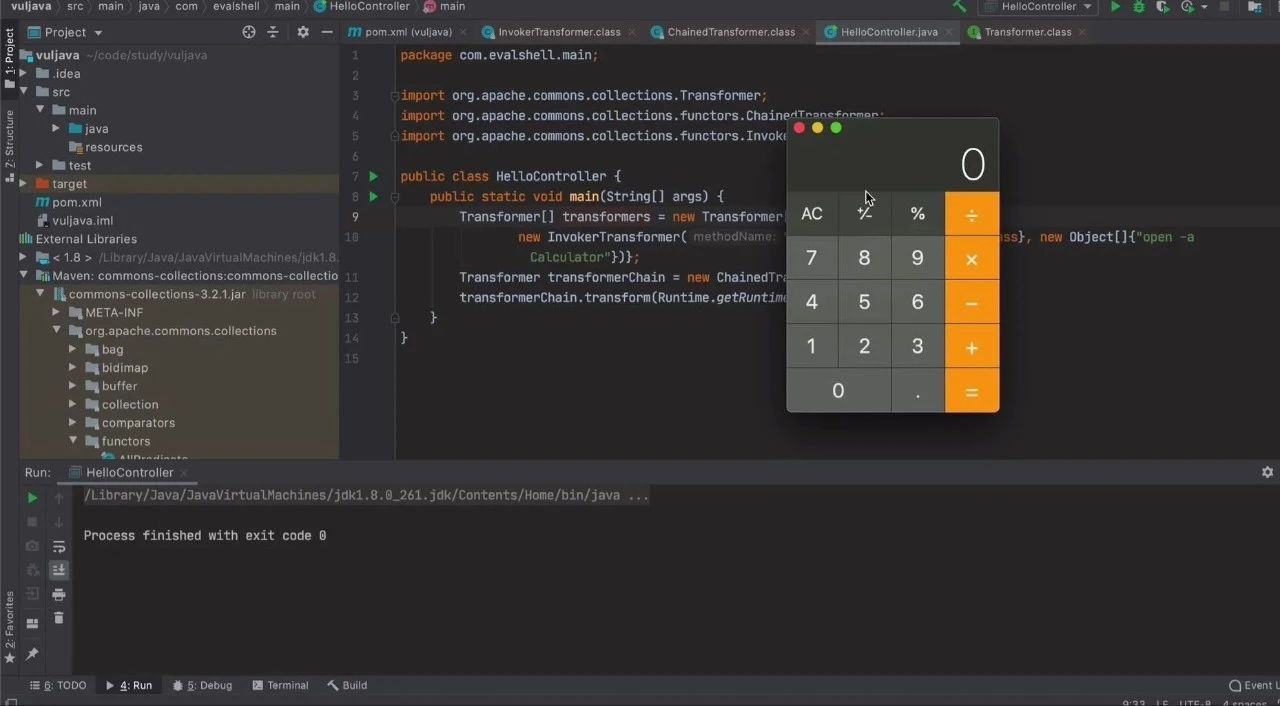 vuljava src main java com evalshell main HelloController main HelloController
Project
pom.xml (vuljava) InvokerTransformer.class ChainedTransformer.class HelloController.java Transformer.class
1: Project
7: Structure
2: Favorites
vuljava ~/code/study/vuljava
.idea
src
main
java
resources
test
target
pom.xml
vuljava.iml
External Libraries
< 1.8 > /Library/Java/JavaVirtualMachines/jdk1.8.
Maven: commons-collections:commons-collectio
commons-collections-3.2.1.jar library root
META-INF
org.apache.commons.collections
bag
bidimap
buffer
collection
comparators
functors
1 package com.evalshell.main;
2
3 import org.apache.commons.collections.Transformer;
4 import org.apache.commons.collections.functors.ChainedTransformer;
5 import org.apache.commons.collections.functors.Invok
6
7 public class HelloController {
8 public static void main(String[] args) {
9 Transformer[] transformers = new Transformer
10 new InvokerTransformer( methodName: }, new Object[]{"open -a
Calculator"})};
11 Transformer transformerChain = new ChainedTra
12 transformerChain.transform(Runtime.getRuntime
13 }
14 }
15
0
AC +⁄- % ÷
7 8 9 ×
4 5 6 −
1 2 3 +
0 . =
Run: HelloController
/Library/Java/JavaVirtualMachines/jdk1.8.0_261.jdk/Contents/Home/bin/java ...
Process finished with exit code 0
6: TODO 4: Run 5: Debug Terminal Build Event L
9:33 LF UTF-8 4 spaces